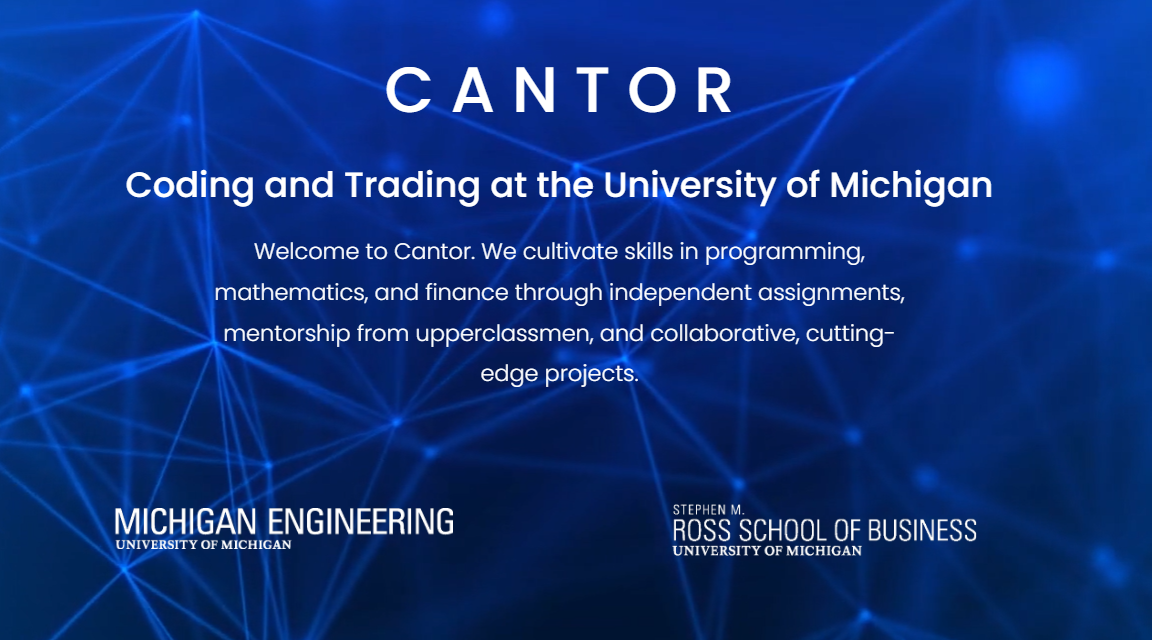 CANTOR
Coding and Trading at the University of Michigan
Welcome to Cantor. We cultivate skills in programming,
mathematics, and finance through independent assignments,
mentorship from upperclassmen, and collaborative, cutting-
edge projects.
MICHIGAN ENGINEERING
UNIVERSITY OF MICHIGAN
STEPHEN M.
ROSS SCHOOL OF BUSINESS
UNIVERSITY OF MICHIGAN